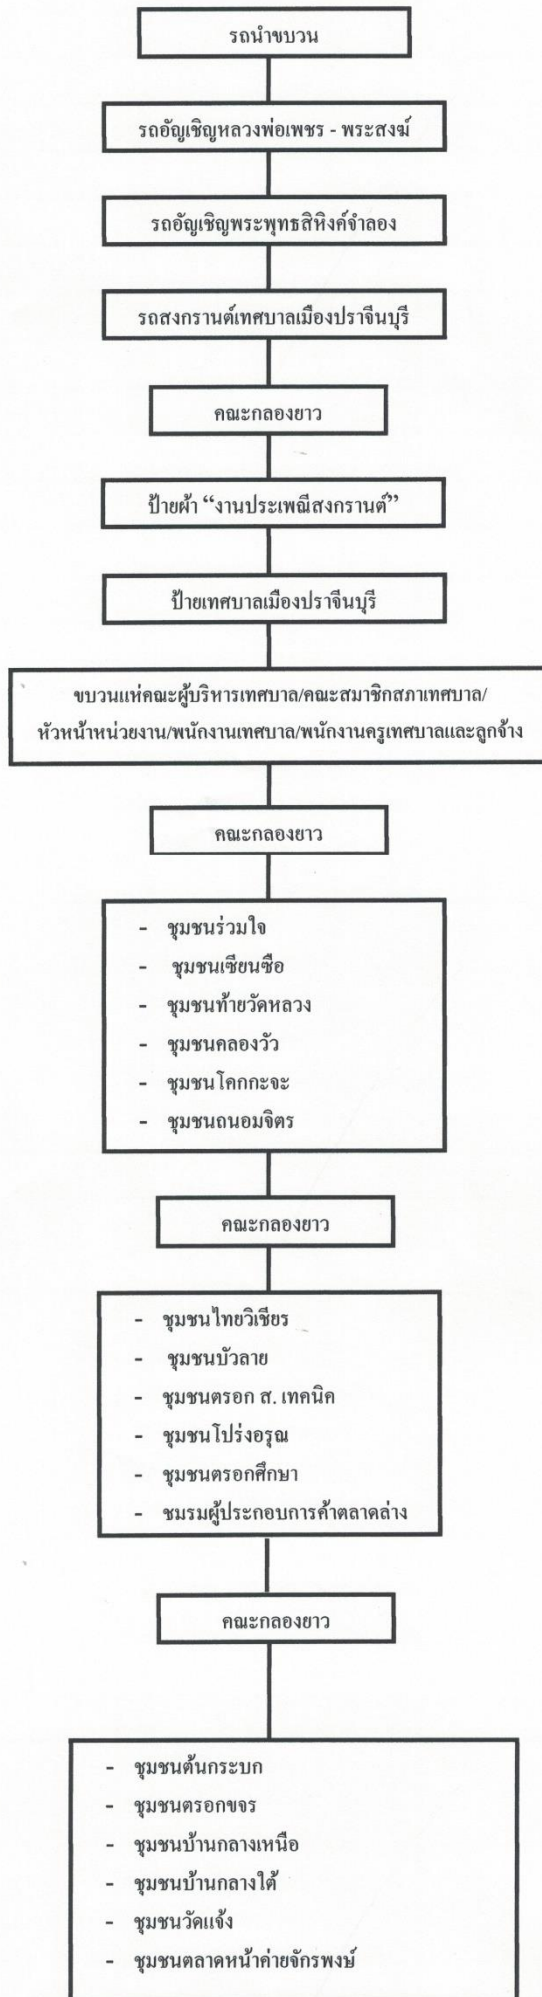 รถนำขบวน
รถอัญเชิญหลวงพ่อเพชร - พระสงฆ์
รถอัญเชิญพระพุทธสิหิงค์จำลอง
รถสงกรานต์เทศบาลเมืองปราจีนบุรี
คณะกลองยาว
ป้ายผ้า “งานประเพณีสงกรานต์”
ป้ายเทศบาลเมืองปราจีนบุรี
ขบวนแห่คณะผู้บริหารเทศบาล/คณะสมาชิกสภาเทศบาล/
หัวหน้าหน่วยงาน/พนักงานเทศบาล/พนักงานครูเทศบาลและลูกจ้าง
คณะกลองยาว
- ชุมชนร่วมใจ
- ชุมชนเซียนซือ
- ชุมชนท้ายวัดหลวง
- ชุมชนคลองวัว
- ชุมชนโคกกะจะ
- ชุมชนถนอมจิตร
คณะกลองยาว
- ชุมชนไทยวิเชียร
- ชุมชนบัวลาย
- ชุมชนตรอก ส. เทคนิค
- ชุมชนโปร่งอรุณ
- ชุมชนตรอกศึกษา
- ชมรมผู้ประกอบการค้าตลาดล่าง
คณะกลองยาว
- ชุมชนต้นกระบก
- ชุมชนตรอกขจร
- ชุมชนบ้านกลางเหนือ
- ชุมชนบ้านกลางใต้
- ชุมชนวัดแจ้ง
- ชุมชนตลาดหน้าค่ายจักรพงษ์